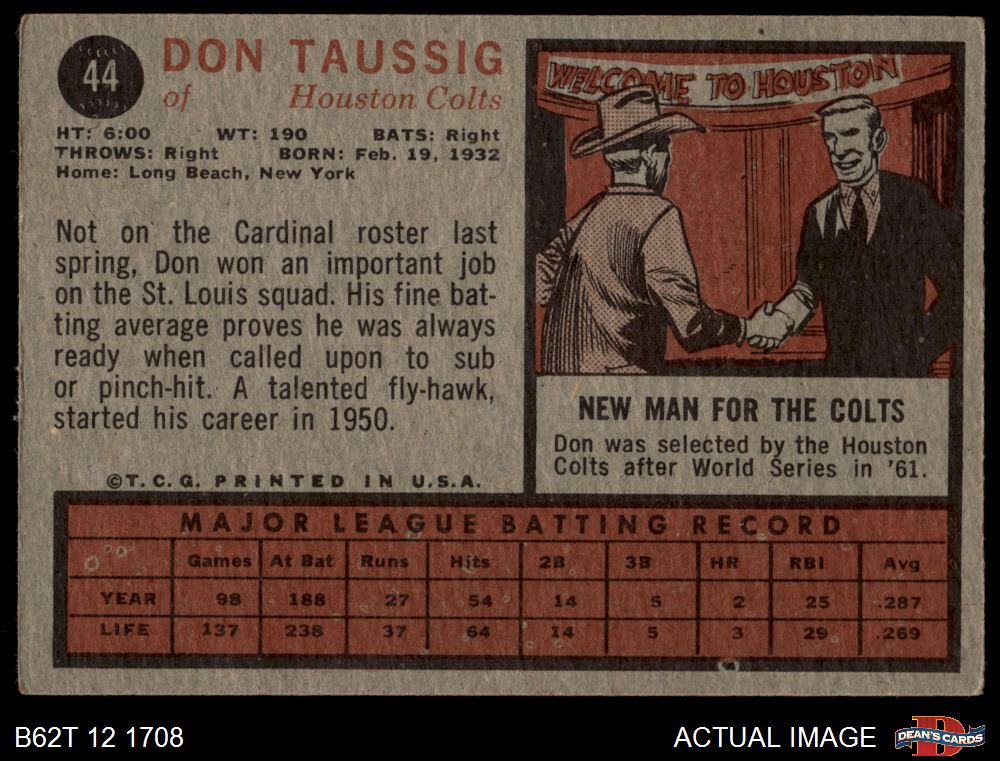 44
DON TAUSSIG
of Houston Colts
HT: 6:00 WT: 190 BATS: Right
THROWS: Right BORN: Feb. 19, 1932
Home: Long Beach, New York
Not on the Cardinal roster last
spring, Don won an important job
on the St. Louis squad. His fine bat-
ting average proves he was always
ready when called upon to sub
or pinch-hit. A talented fly-hawk,
started his career in 1950.
©T.C.G. PRINTED IN U.S.A.
WELCOME TO HOUSTON
NEW MAN FOR THE COLTS
Don was selected by the Houston
Colts after World Series in '61.
MAJOR LEAGUE BATTING RECORD
Games At Bat Runs Hits 2B 3B HR RBI Avg
YEAR 98 188 27 54 14 5 2 25 .287
LIFE 137 238 37 64 14 5 3 29 .269
B62T 12 1708
ACTUAL IMAGE
D
DEAN'S CARDS